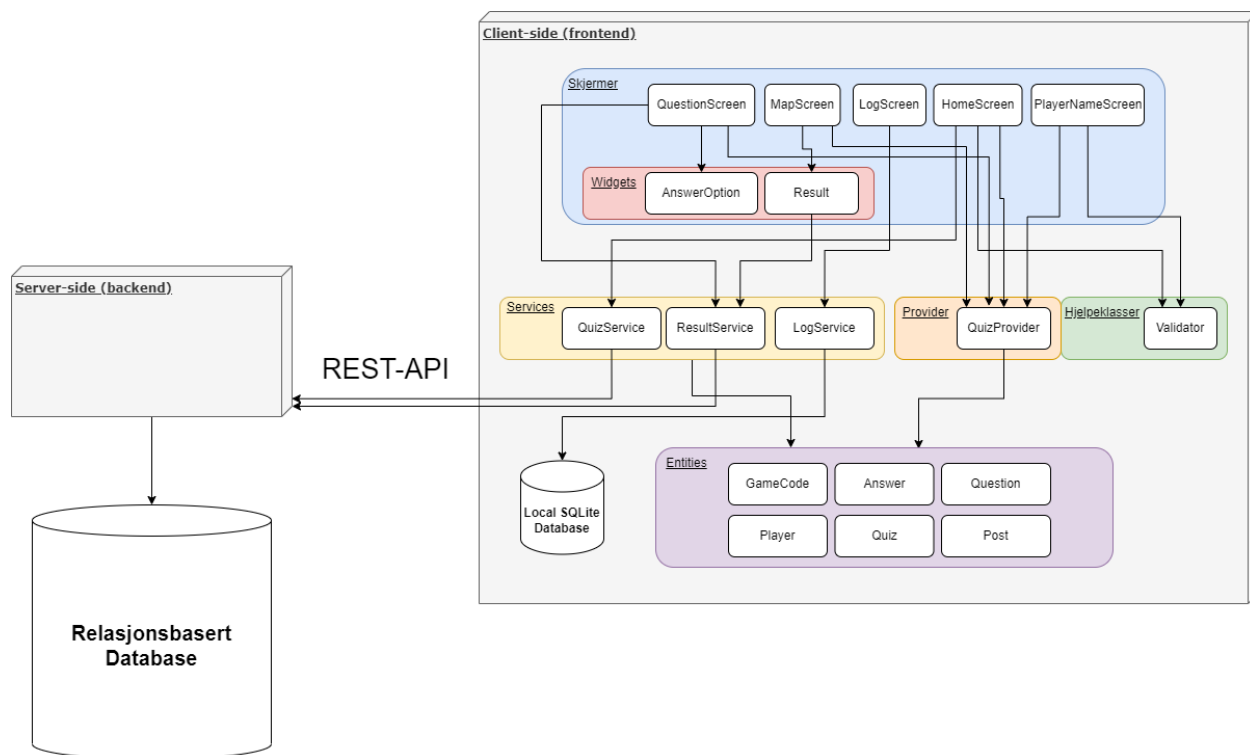 Client-side (frontend)
Skjermer
QuestionScreen
MapScreen
LogScreen
HomeScreen
PlayerNameScreen
Widgets
AnswerOption
Result
Server-side (backend)
Services
QuizService
ResultService
LogService
Provider
QuizProvider
Hjelpeklasser
Validator
REST-API
Entities
GameCode
Answer
Question
Player
Quiz
Post
Local SQLite
Database
Relasjonsbasert
Database